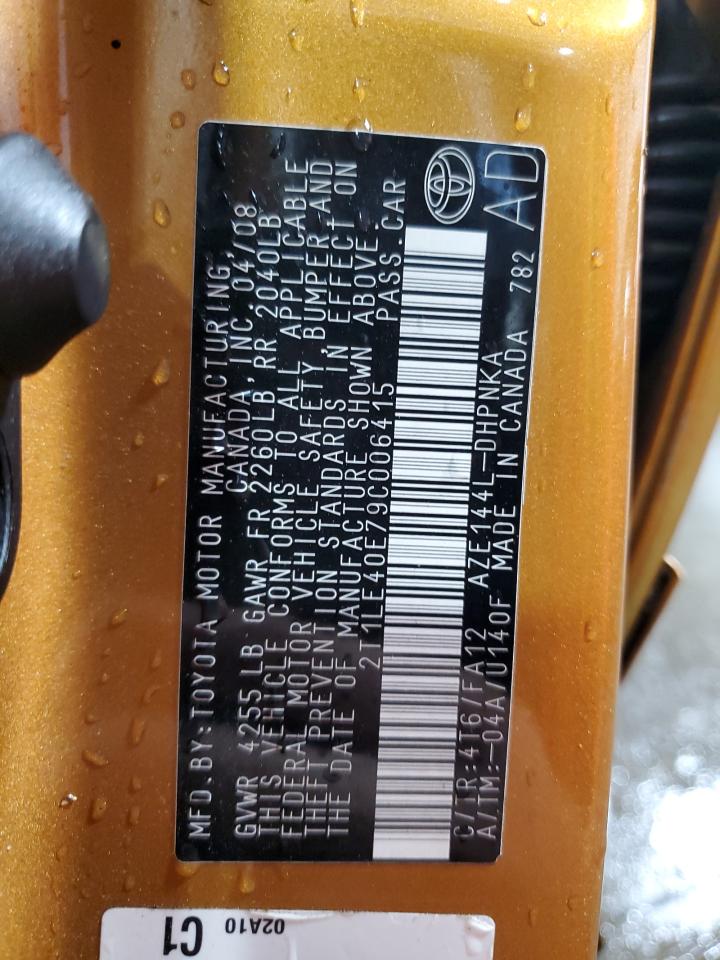 MFD.BY:TOYOTA MOTOR MANUFACTURING
CANADA, INC. 04/08
GVWR 4255 LB GAWR FR 2260LB, RR 2040LB
THIS VEHICLE CONFORMS TO ALL APPLICABLE
FEDERAL MOTOR VEHICLE SAFETY BUMPER AND
THEFT PREVENTION STANDARDS IN EFFECT ON
THE DATE OF MANUFACTURE SHOWN ABOVE.
2T1LE40E79C006415 PASS.CAR
C/TR:4T6/FA12 AZE144L-DHPNKA
A/TM:-04A/U140F MADE IN CANADA 782
AD
C1
02A10